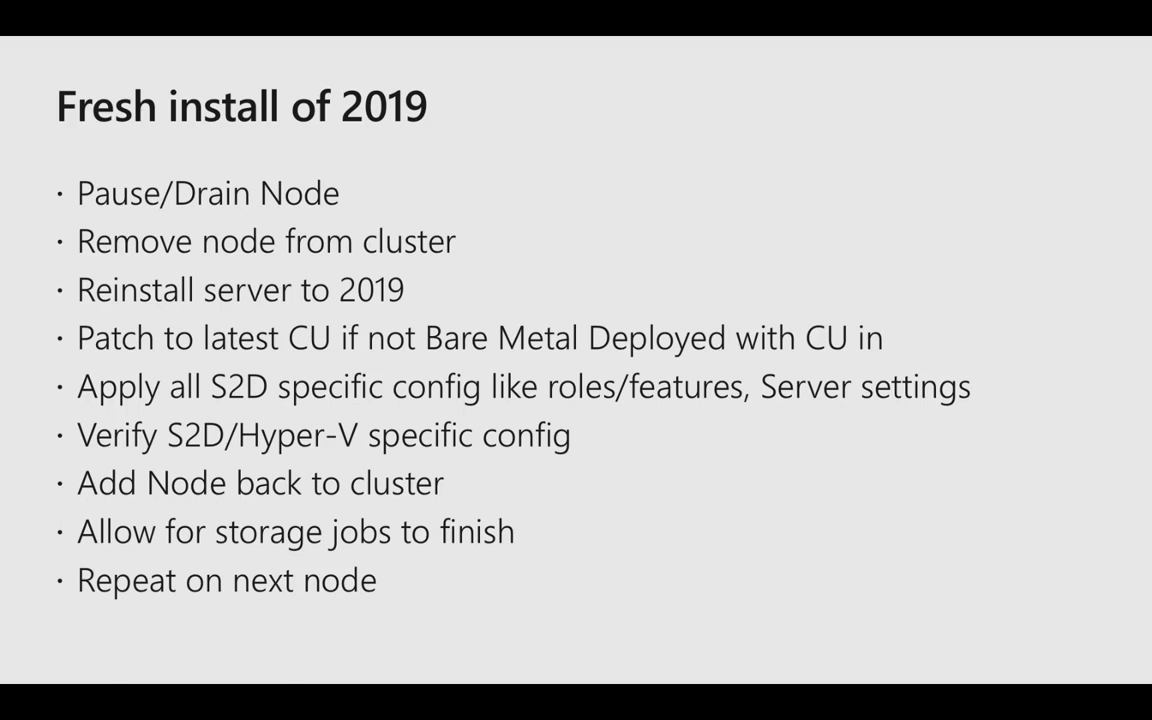 Fresh install of 2019
· Pause/Drain Node
· Remove node from cluster
· Reinstall server to 2019
· Patch to latest CU if not Bare Metal Deployed with CU in
· Apply all S2D specific config like roles/features, Server settings
· Verify S2D/Hyper-V specific config
· Add Node back to cluster
· Allow for storage jobs to finish
· Repeat on next node